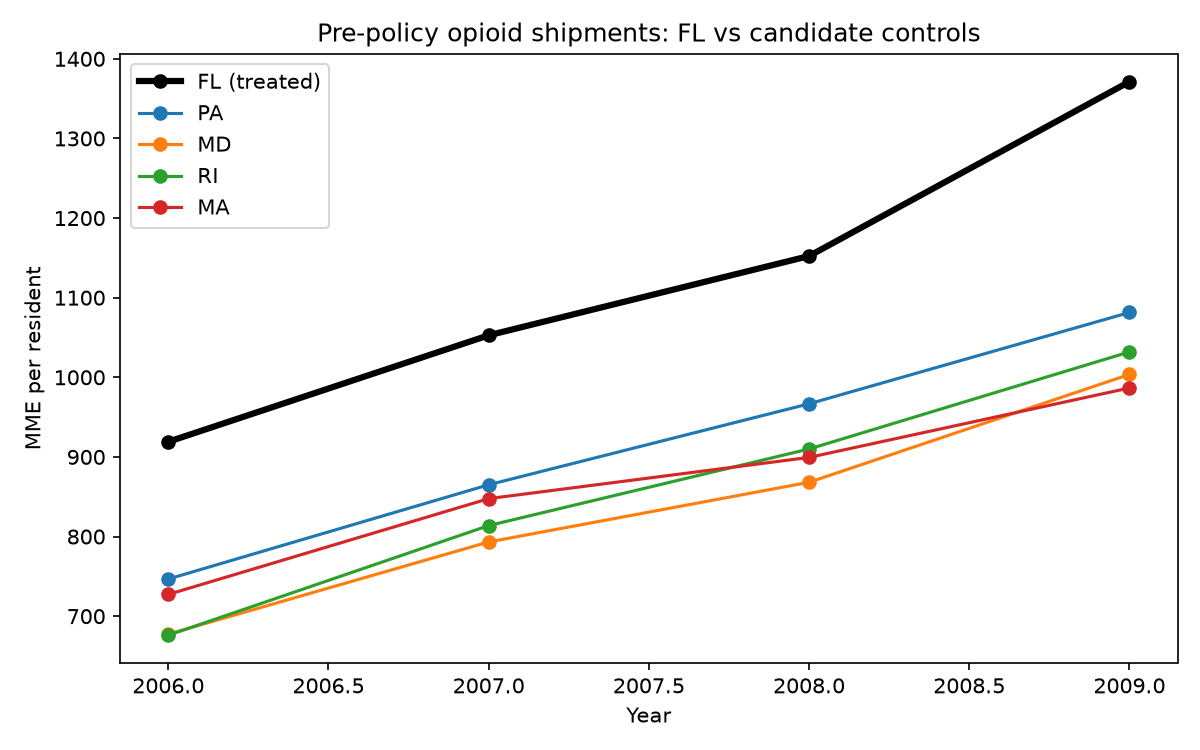 Pre-policy opioid shipments: FL vs candidate controls
1400
1300
1200
1100
1000
900
800
700
MME per resident
FL (treated)
PA
MD
RI
MA
2006.0 2006.5 2007.0 2007.5 2008.0 2008.5 2009.0
Year